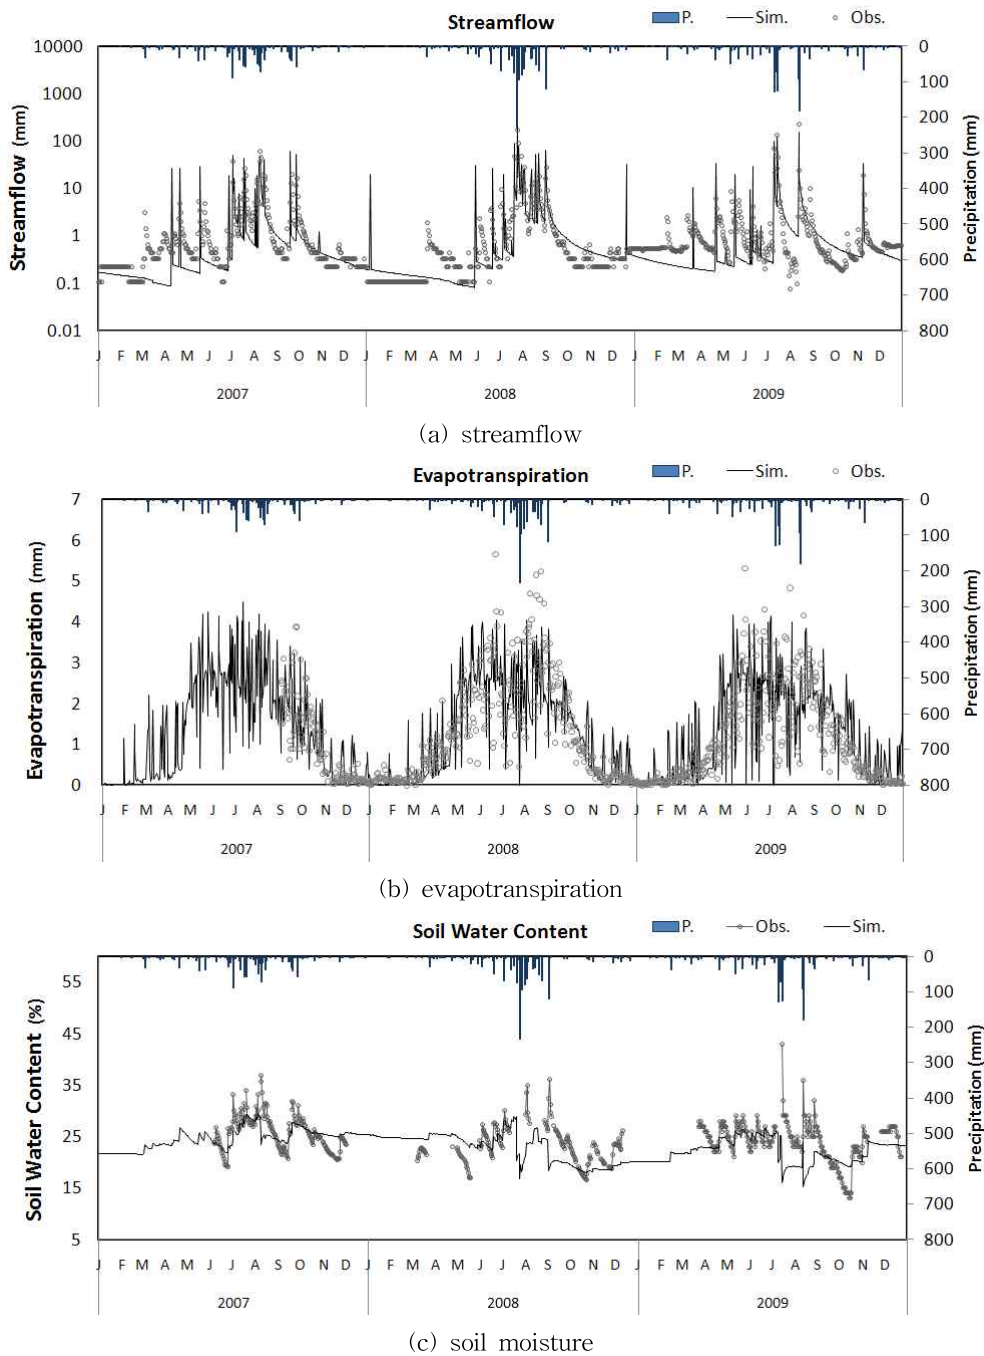 Streamflow
P. Sim. Obs.
10000
1000
100
10
1
0.1
0.01
Streamflow (mm)
0
100
200
300
400
500
600
700
800
Precipitation (mm)
J F M A M J J A S O N D J F M A M J J A S O N D J F M A M J J A S O N D
2007 2008 2009
(a) streamflow
Evapotranspiration
P. Sim. Obs.
7
6
5
4
3
2
1
0
Evapotranspiration (mm)
0
100
200
300
400
500
600
700
800
Precipitation (mm)
J F M A M J J A S O N D J F M A M J J A S O N D J F M A M J J A S O N D
2007 2008 2009
(b) evapotranspiration
Soil Water Content
P. Obs. Sim.
55
45
35
25
15
5
Soil Water Content (%)
0
100
200
300
400
500
600
700
800
Precipitation (mm)
J F M A M J J A S O N D J F M A M J J A S O N D J F M A M J J A S O N D
2007 2008 2009
(c) soil moisture